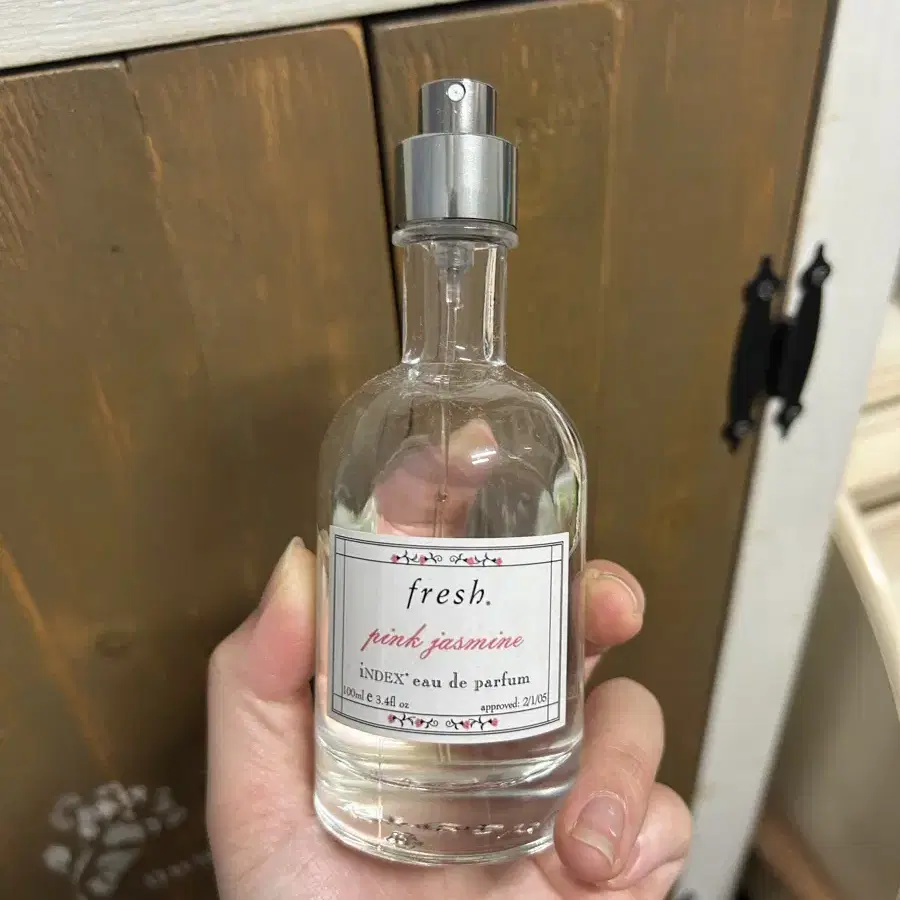 fresh.
pink jasmine
iNDEX* eau de parfum
100ml e 3.4fl oz
approved: 2/1/05